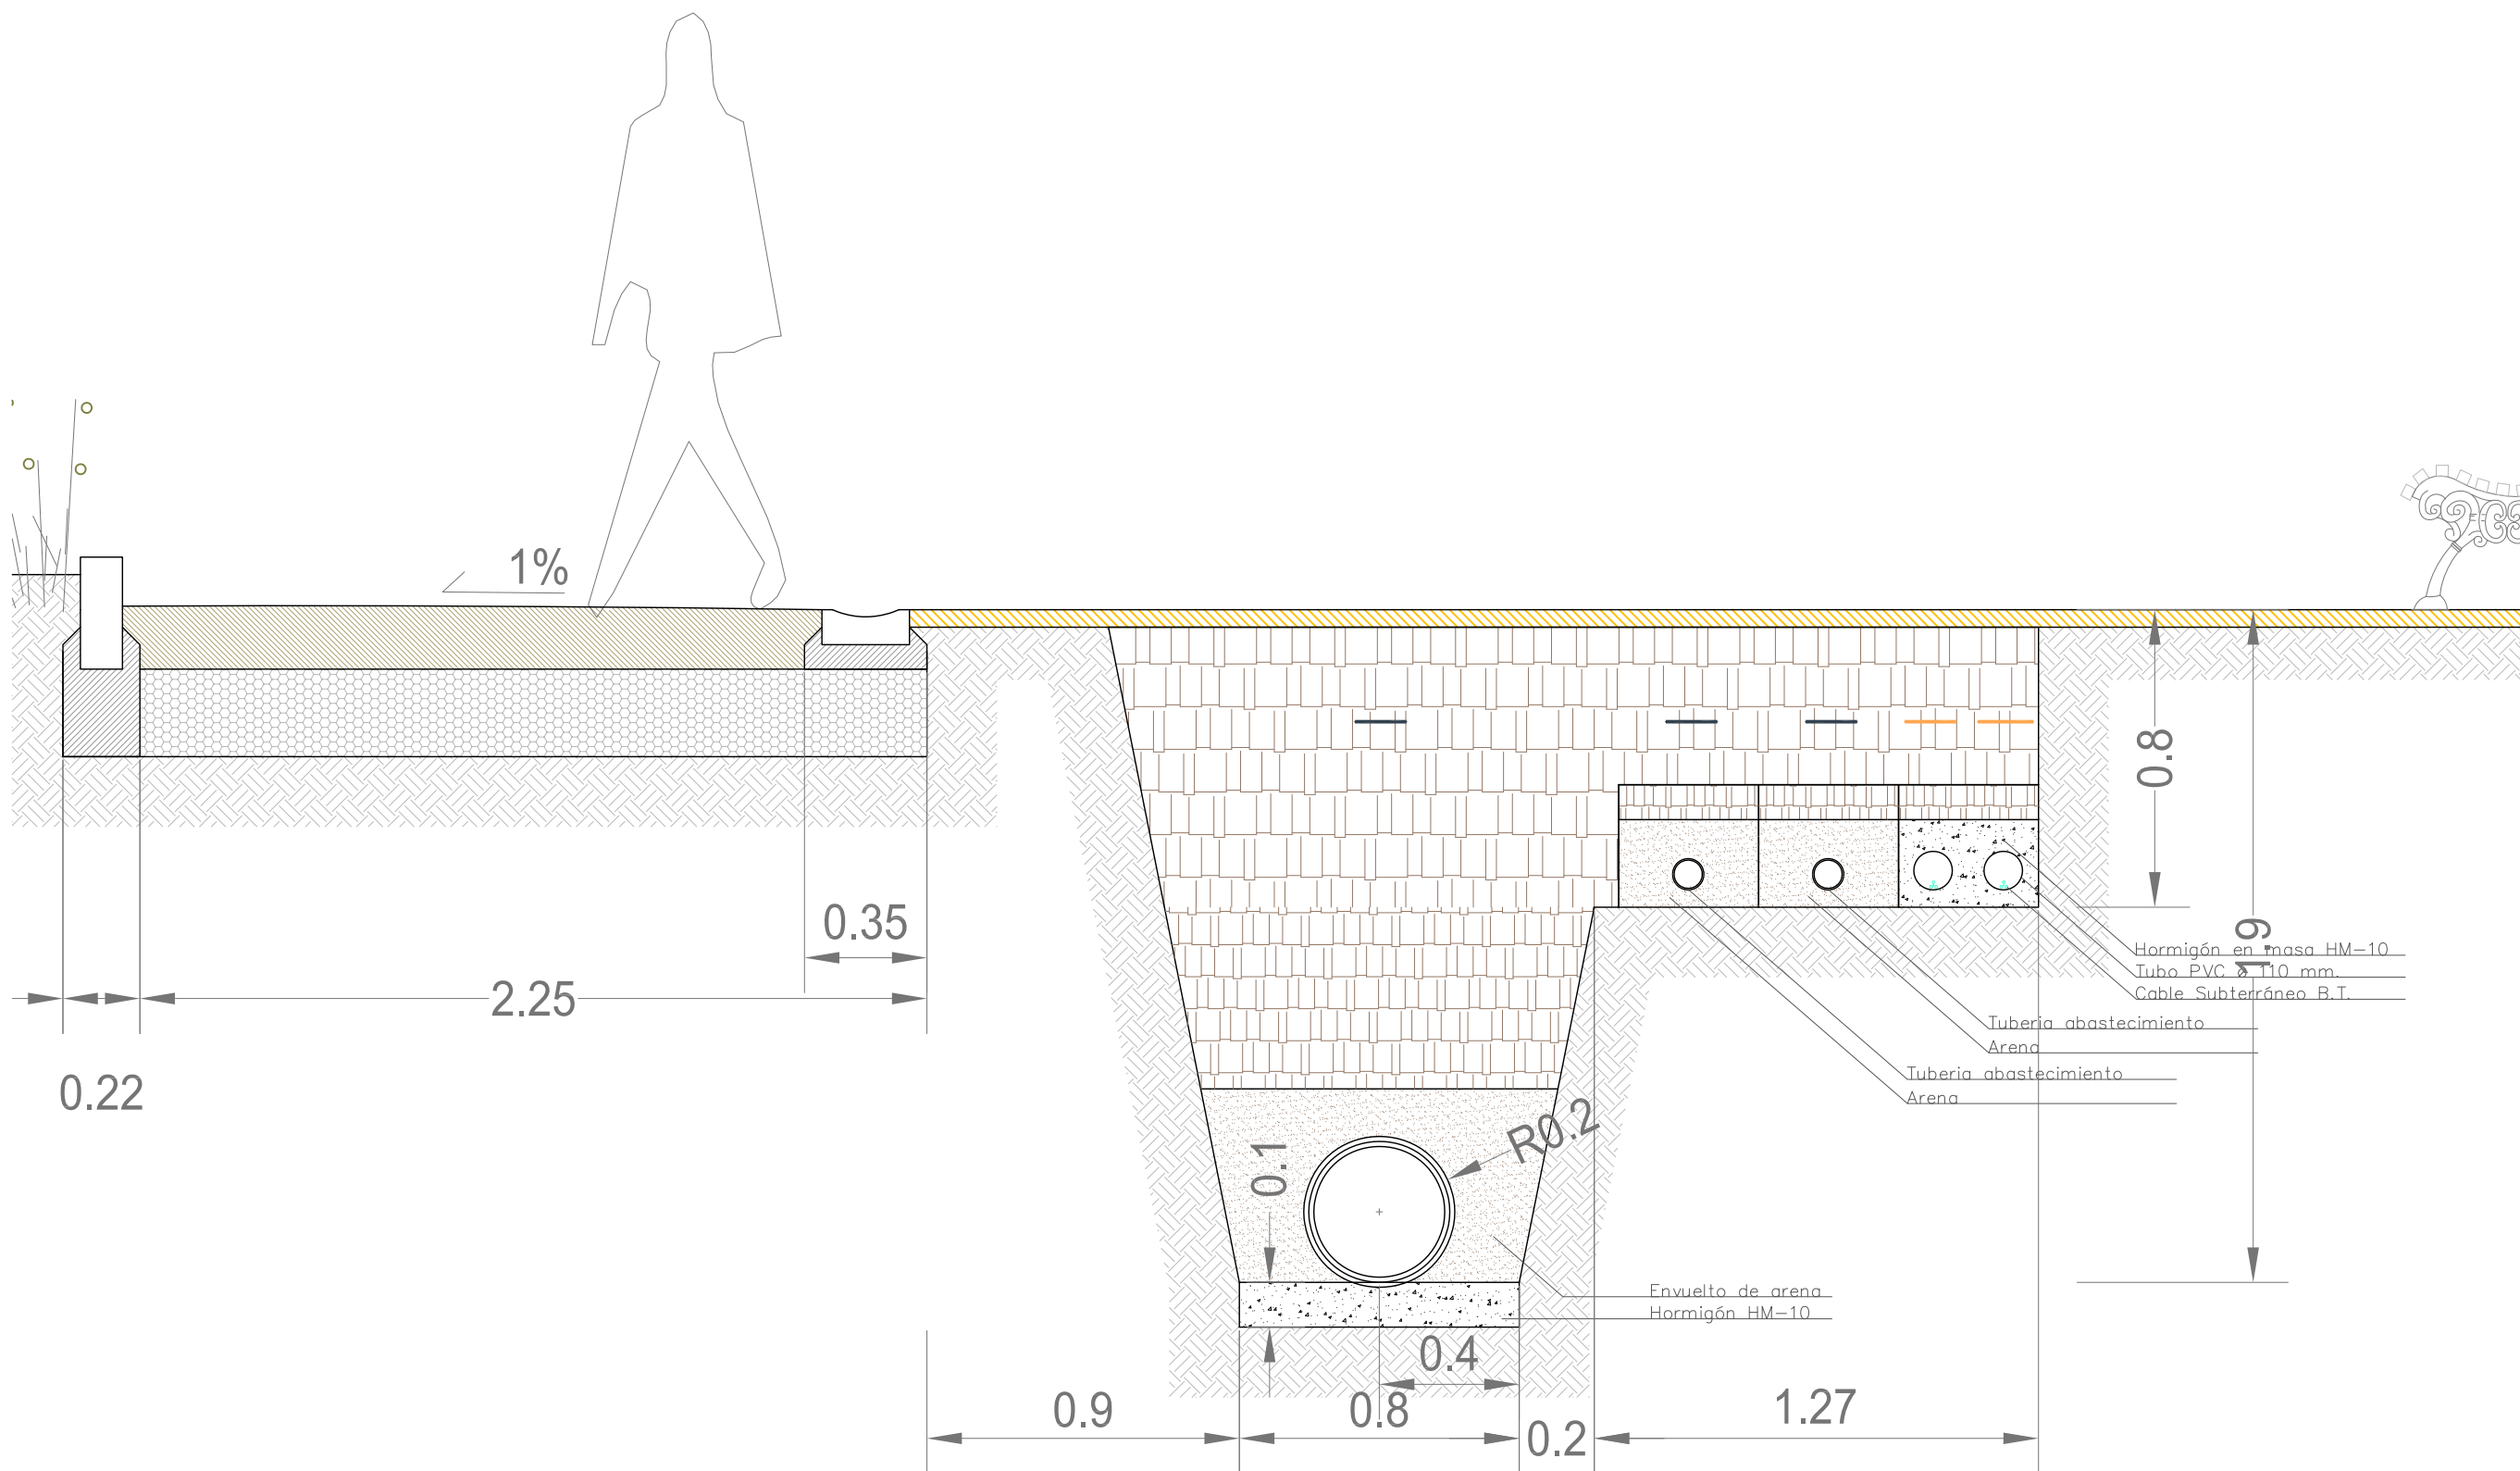 1%
0.8
0.35
1.9
Hormigón en masa HM-10
Tubo PVC ø 110 mm.
2.25
Cable Subterráneo B.T.
Tuberia abastecimiento
Arena
0.22
Tuberia abastecimiento
Arena
R0.2
0.1
Envuelto de arena
Hormigón HM-10
0.4
0.9
0.8
0.2
1.27